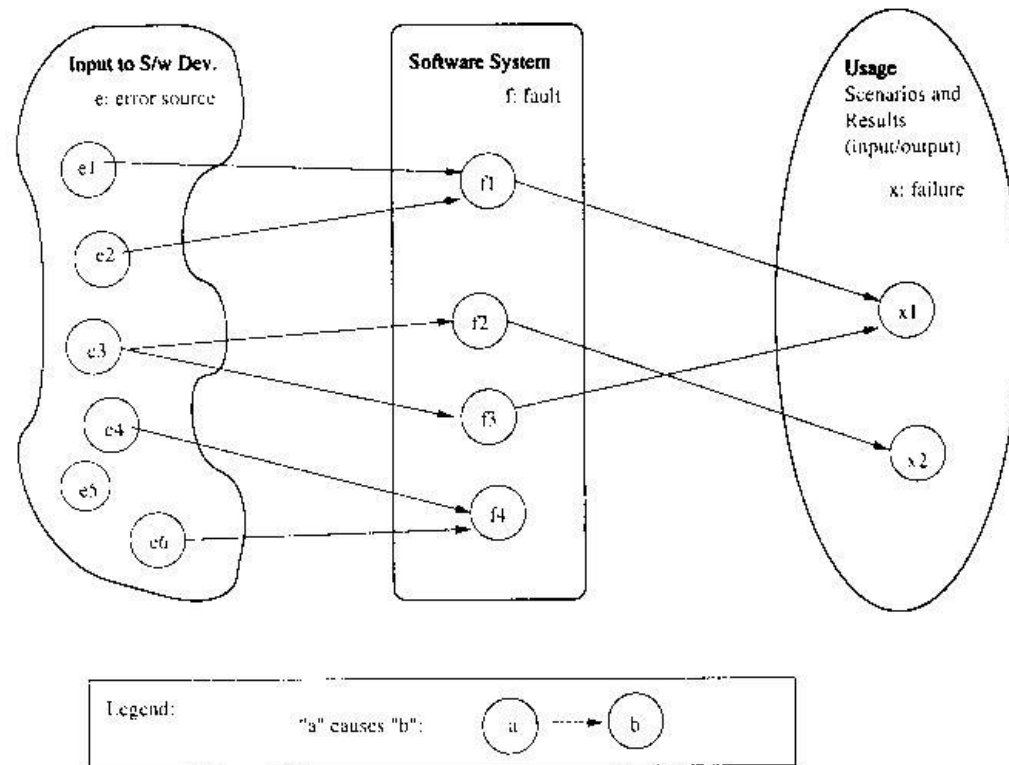 Input to S/w Dev.
e: error source
e1
e2
e3
e4
e5
e6
Software System
f: fault
f1
f2
f3
f4
Usage
Scenarios and
Results
(input/output)
x: failure
x1
x2
Legend:
"a" causes "b":
a
b